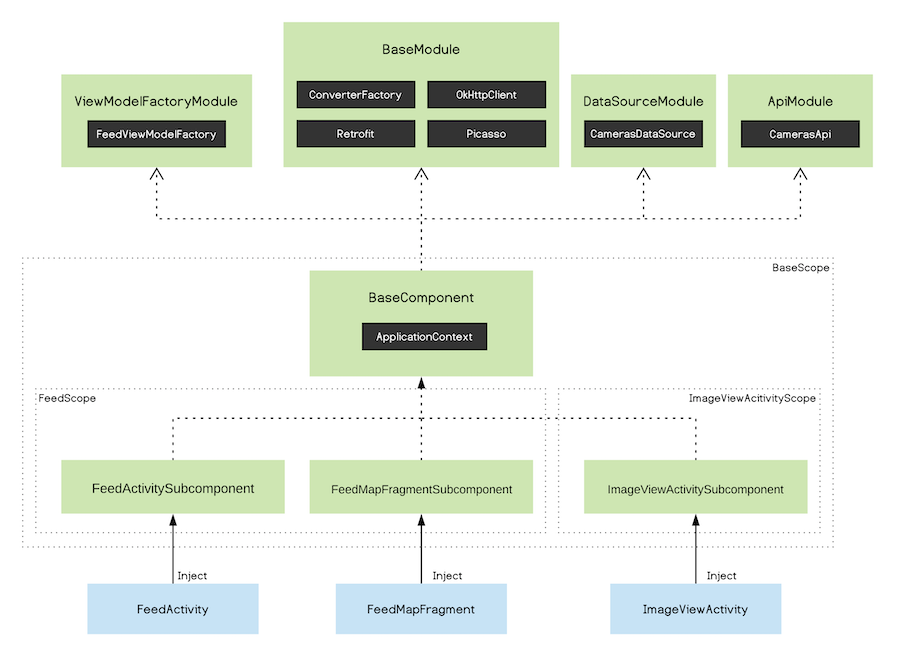 BaseModule
ConverterFactory
OkHttpClient
Retrofit
Picasso
ViewModelFactoryModule
FeedViewModelFactory
DataSourceModule
CamerasDataSource
ApiModule
CamerasApi
BaseScope
BaseComponent
ApplicationContext
FeedScope
ImageViewAcitivityScope
FeedActivitySubcomponent
FeedMapFragmentSubcomponent
ImageViewActivitySubcomponent
Inject
Inject
Inject
FeedActivity
FeedMapFragment
ImageViewActivity